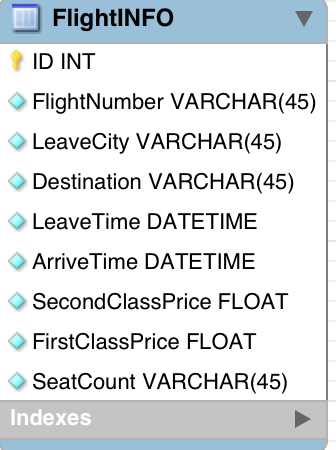 FlightINFO
ID INT
FlightNumber VARCHAR(45)
LeaveCity VARCHAR(45)
Destination VARCHAR(45)
LeaveTime DATETIME
ArriveTime DATETIME
SecondClassPrice FLOAT
FirstClassPrice FLOAT
SeatCount VARCHAR(45)
Indexes